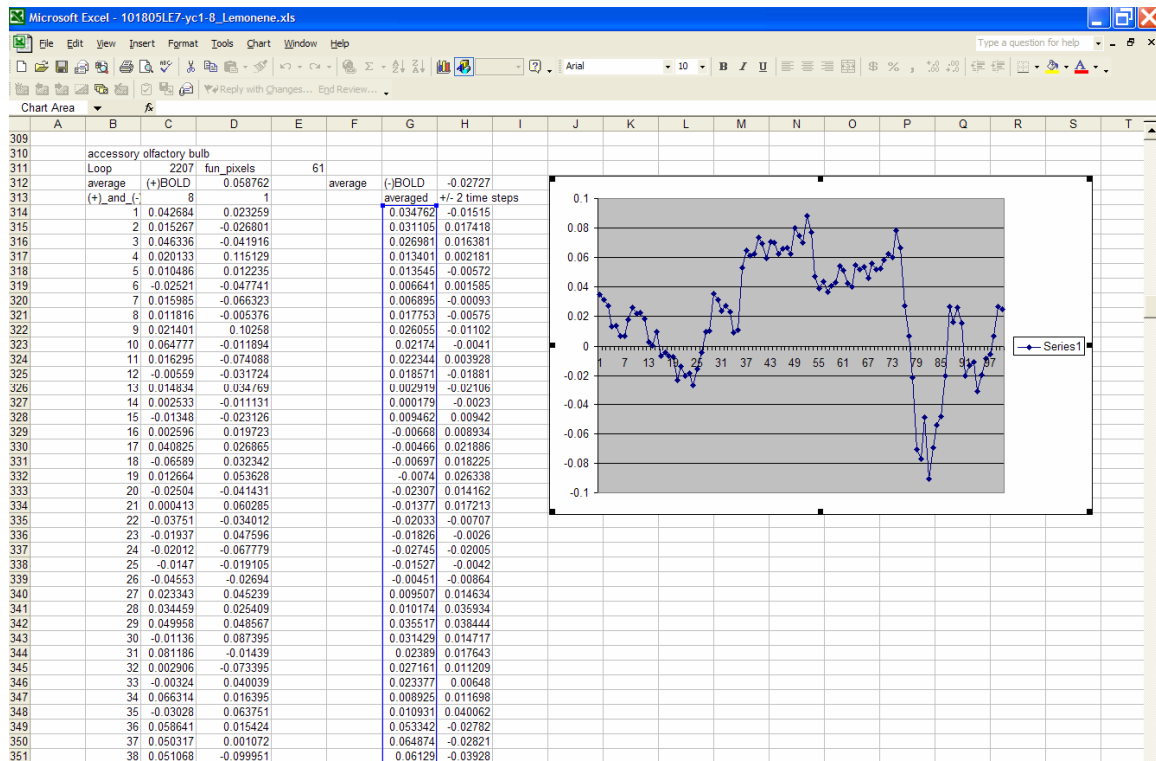 Microsoft Excel - 101805LE7-yc1-8_Lemonene.xls
File Edit View Insert Format Tools Chart Window Help Type a question for help
Arial 10 B I U $ % ,
Reply with Changes... End Review...
Chart Area fx
A B C D E F G H I J K L M N O P Q R S T
309
310 accessory olfactory bulb
311 Loop 2207 fun_pixels 61
312 average (+)BOLD 0.058762 average (-)BOLD -0.02727
313 (+)_and_(- 8 1 averaged +/- 2 time steps
314 1 0.042684 0.023259 0.034762 -0.01515
315 2 0.015267 -0.026801 0.031105 0.017418
316 3 0.046336 -0.041916 0.026981 0.016381
317 4 0.020133 0.115129 0.013401 0.002181
318 5 0.010486 0.012235 0.013545 -0.00572
319 6 -0.02521 -0.047741 0.006641 0.001585
320 7 0.015985 -0.066323 0.006895 -0.00093
321 8 0.011816 -0.005376 0.017753 -0.00575
322 9 0.021401 0.10258 0.026055 -0.01102
323 10 0.064777 -0.011894 0.02174 -0.0041
324 11 0.016295 -0.074088 0.022344 0.003928
325 12 -0.00559 -0.031724 0.018571 -0.01881
326 13 0.014834 0.034769 0.002919 -0.02106
327 14 0.002533 -0.011131 0.000179 -0.0023
328 15 -0.01348 -0.023126 0.009462 0.00942
329 16 0.002596 0.019723 -0.00668 0.008934
330 17 0.040825 0.026865 -0.00466 0.021886
331 18 -0.06589 0.032342 -0.00697 0.018225
332 19 0.012664 0.053628 -0.0074 0.026338
333 20 -0.02504 -0.041431 -0.02307 0.014162
334 21 0.000413 0.060285 -0.01377 0.017213
335 22 -0.03751 -0.034012 -0.02033 -0.00707
336 23 -0.01937 0.047596 -0.01826 -0.0026
337 24 -0.02012 -0.067779 -0.02745 -0.02005
338 25 -0.0147 -0.019105 -0.01527 -0.0042
339 26 -0.04553 -0.02694 -0.00451 -0.00864
340 27 0.023343 0.045239 0.009507 0.014634
341 28 0.034459 0.025409 0.010174 0.035934
342 29 0.049958 0.048567 0.035517 0.038444
343 30 -0.01136 0.087395 0.031429 0.014717
344 31 0.081186 -0.01439 0.02389 0.017643
345 32 0.002906 -0.073395 0.027161 0.011209
346 33 -0.00324 0.040039 0.023377 0.00648
347 34 0.066314 0.016395 0.008925 0.011698
348 35 -0.03028 0.063751 0.010931 0.040062
349 36 0.058641 0.015424 0.053342 -0.02782
350 37 0.050317 0.001072 0.064874 -0.02821
351 38 0.051068 -0.099951 0.06129 -0.03928
0.1
0.08
0.06
0.04
0.02
0
-0.02
-0.04
-0.06
-0.08
-0.1
1 7 13 19 25 31 37 43 49 55 61 67 73 79 85 91 97
Series1